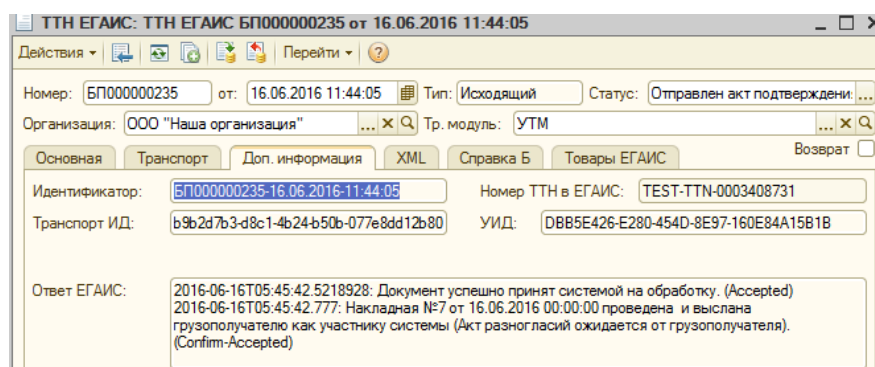 ТТН ЕГАИС: ТТН ЕГАИС БП000000235 от 16.06.2016 11:44:05
Действия Перейти
Номер: БП000000235 от: 16.06.2016 11:44:05 Тип: Исходящий Статус: Отправлен акт подтверждени: ...
Организация: ООО "Наша организация" ... Тр. модуль: УТМ ...
Основная Транспорт Доп. информация XML Справка Б Товары ЕГАИС Возврат
Идентификатор: БП000000235-16.06.2016-11:44:05 Номер ТТН в ЕГАИС: TEST-TTN-0003408731
Транспорт ИД: b9b2d7b3-d8c1-4b24-b50b-077e8dd12b80 УИД: DBB5E426-E280-454D-8E97-160E84A15B1B
Ответ ЕГАИС: 2016-06-16T05:45:42.5218928: Документ успешно принят системой на обработку. (Accepted)
2016-06-16T05:45:42.777: Накладная №7 от 16.06.2016 00:00:00 проведена и выслана
грузополучателю как участнику системы (Акт разногласий ожидается от грузополучателя).
(Confirm-Accepted)